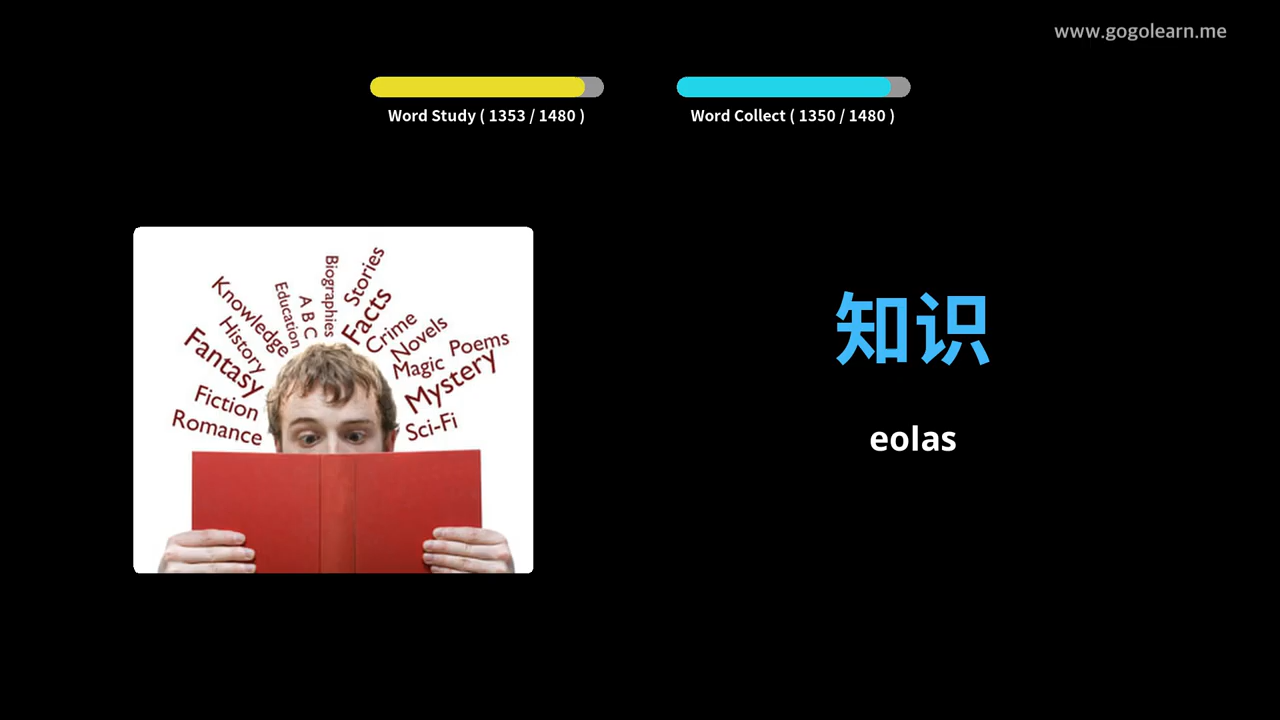 www.gogolearn.me
Word Study ( 1353 / 1480 )
Word Collect ( 1350 / 1480 )
Knowledge
Education
A B C
Biographies
Stories
Facts
Crime
Novels
Poems
Magic
Mystery
Sci-Fi
History
Fantasy
Fiction
Romance
知识
eolas